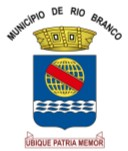 MUNICÍPIO DE RIO BRANCO
UBIQUE PATRIA MEMOR